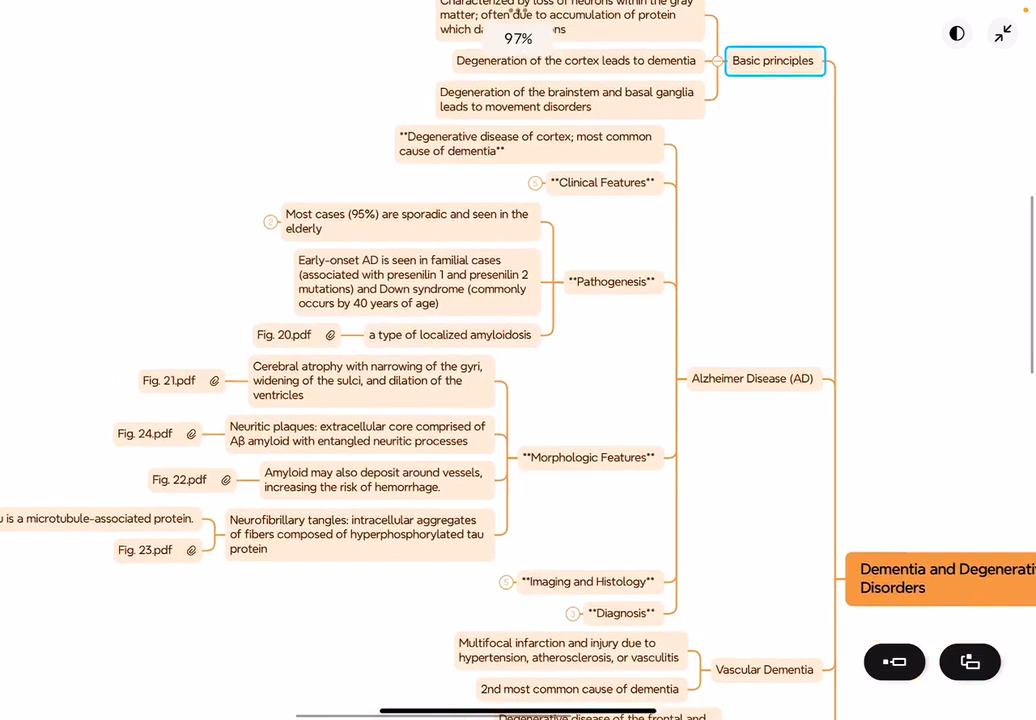 Characterized by loss of neurons within the gray
matter; often due to accumulation of protein
which
97%
Degeneration of the cortex leads to dementia
Basic principles
Degeneration of the brainstem and basal ganglia
leads to movement disorders
**Degenerative disease of cortex; most common
cause of dementia**
5
**Clinical Features**
2
Most cases (95%) are sporadic and seen in the
elderly
Early-onset AD is seen in familial cases
(associated with presenilin 1 and presenilin 2
mutations) and Down syndrome (commonly
occurs by 40 years of age)
**Pathogenesis**
Fig. 20.pdf
a type of localized amyloidosis
Fig. 21.pdf
Cerebral atrophy with narrowing of the gyri,
widening of the sulci, and dilation of the
ventricles
Alzheimer Disease (AD)
Fig. 24.pdf
Neuritic plaques: extracellular core comprised of
Aβ amyloid with entangled neuritic processes
**Morphologic Features**
Fig. 22.pdf
Amyloid may also deposit around vessels,
increasing the risk of hemorrhage.
is a microtubule-associated protein.
Fig. 23.pdf
Neurofibrillary tangles: intracellular aggregates
of fibers composed of hyperphosphorylated tau
protein
5
**Imaging and Histology**
Dementia and
Disorders
3
**Diagnosis**
Multifocal infarction and injury due to
hypertension, atherosclerosis, or vasculitis
Vascular Dementia
2nd most common cause of dementia
Degenerative disease of the frontal and